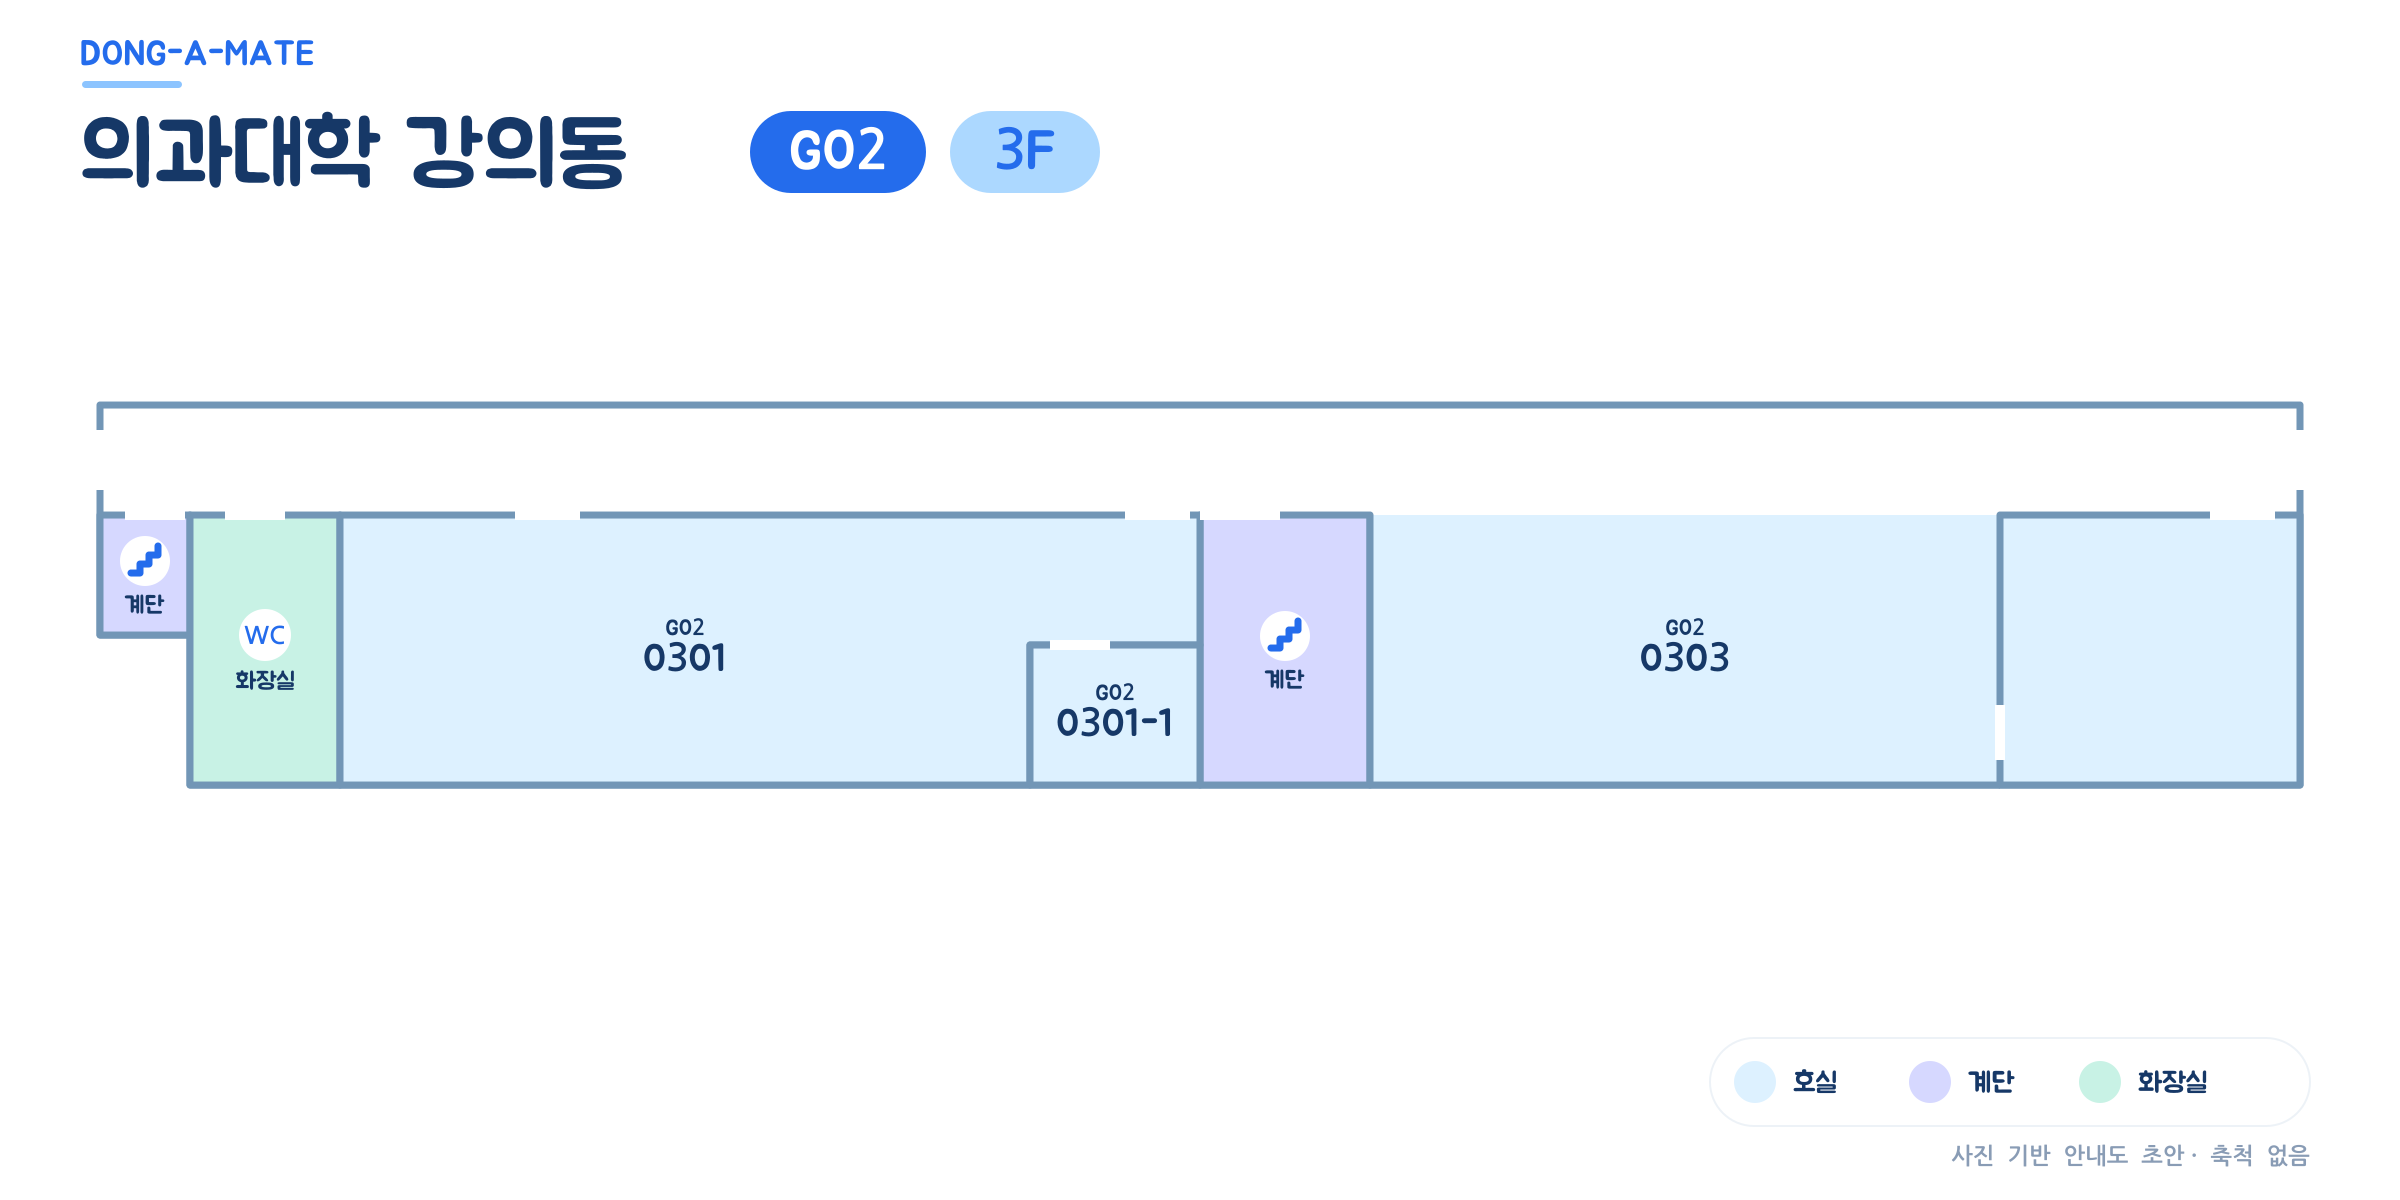 DONG-A-MATE
의과대학 강의동
G02
3F
계단
WC
화장실
G02
0301
G02
0301-1
계단
G02
0303
호실
계단
화장실
사진 기반 안내도 초안 · 축척 없음